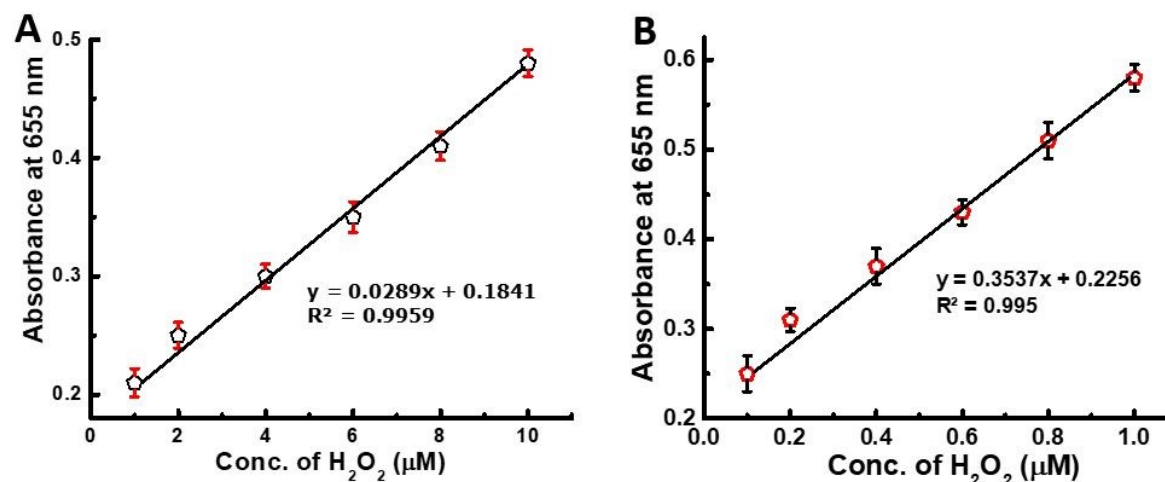 A
Absorbance at 655 nm
0.5
0.4
0.3
0.2
y = 0.0289x + 0.1841
R² = 0.9959
0 2 4 6 8 10
Conc. of H₂O₂ (μM)
B
Absorbance at 655 nm
0.6
0.5
0.4
0.3
0.2
y = 0.3537x + 0.2256
R² = 0.995
0.0 0.2 0.4 0.6 0.8 1.0
Conc. of H₂O₂ (μM)